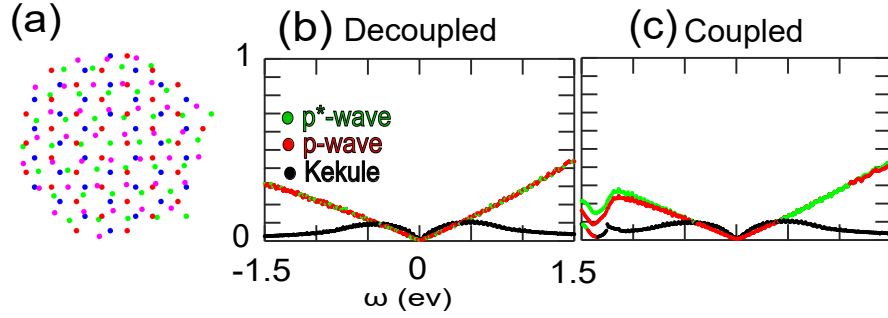 (a)
(b) Decoupled
(c) Coupled
1
p*-wave
p-wave
Kekule
0
-1.5
0
1.5
ω (ev)